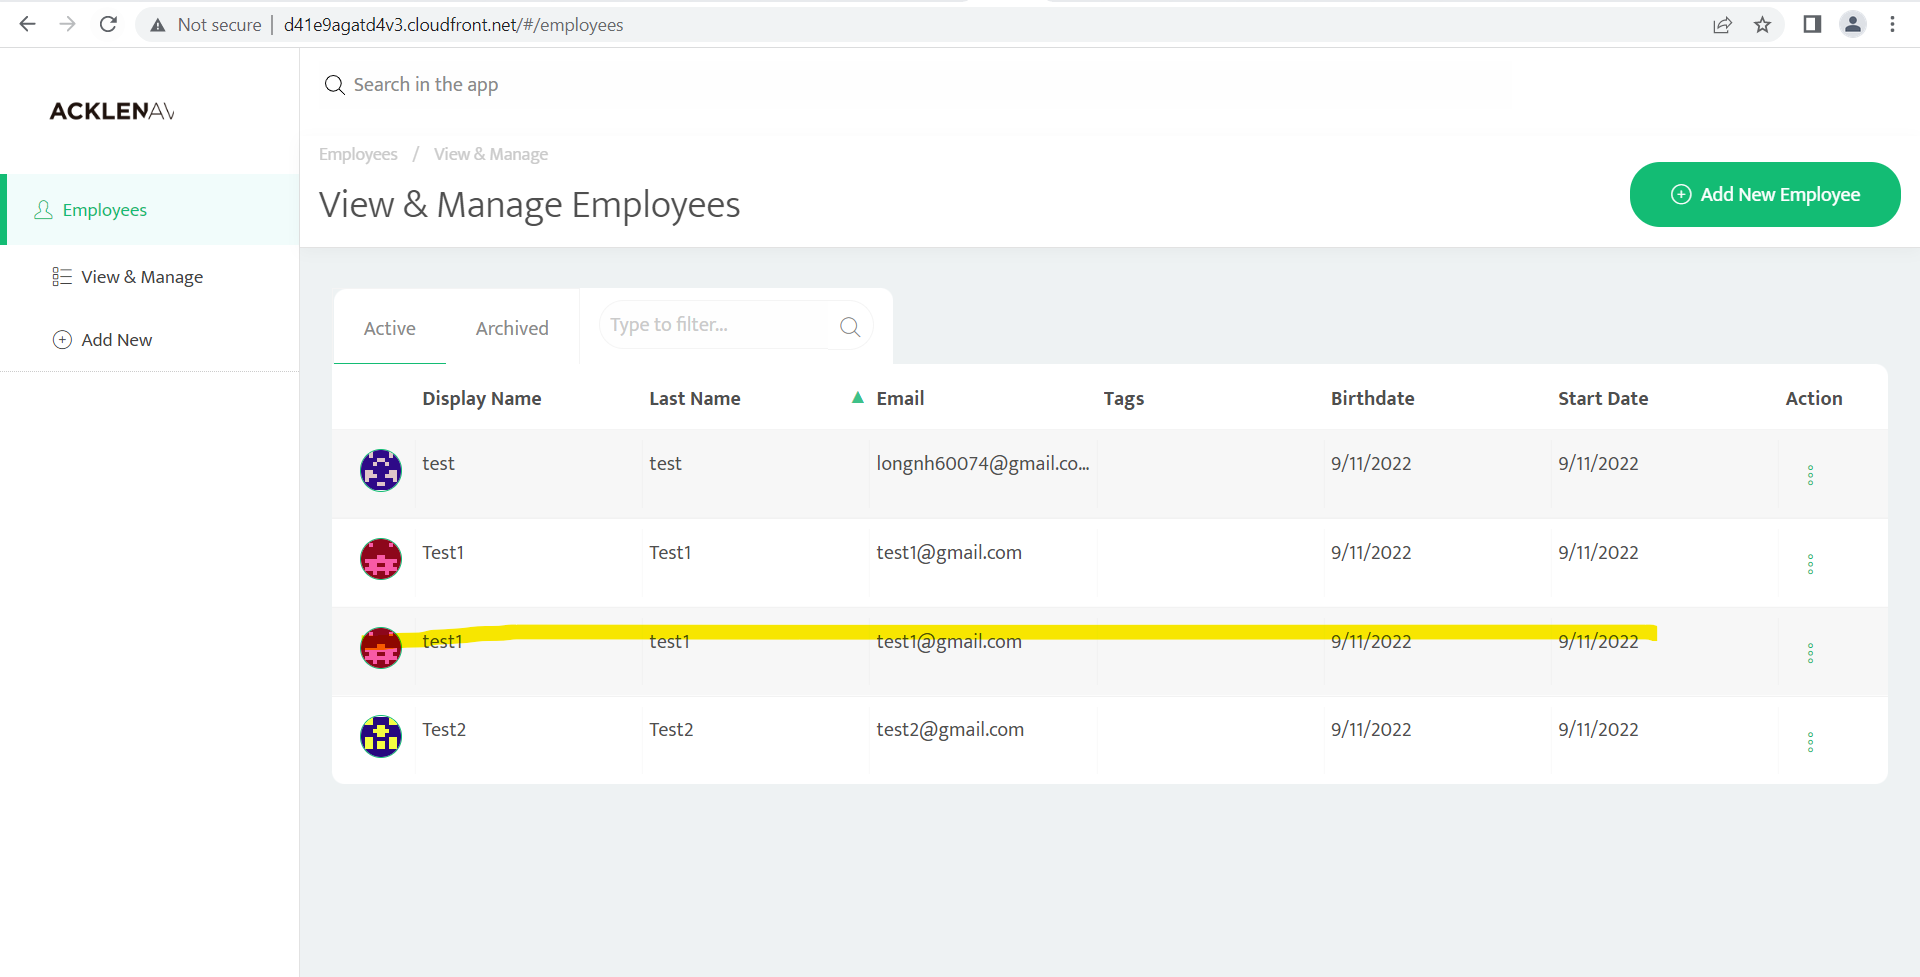 Not secure | d41e9agatd4v3.cloudfront.net/#/employees
ACKLENAV
Search in the app
Employees / View & Manage
View & Manage Employees
Add New Employee
Employees
View & Manage
Add New
Active Archived Type to filter...
Display Name Last Name ▲ Email Tags Birthdate Start Date Action
test test longnh60074@gmail.co... 9/11/2022 9/11/2022
Test1 Test1 test1@gmail.com 9/11/2022 9/11/2022
test1 test1 test1@gmail.com 9/11/2022 9/11/2022
Test2 Test2 test2@gmail.com 9/11/2022 9/11/2022